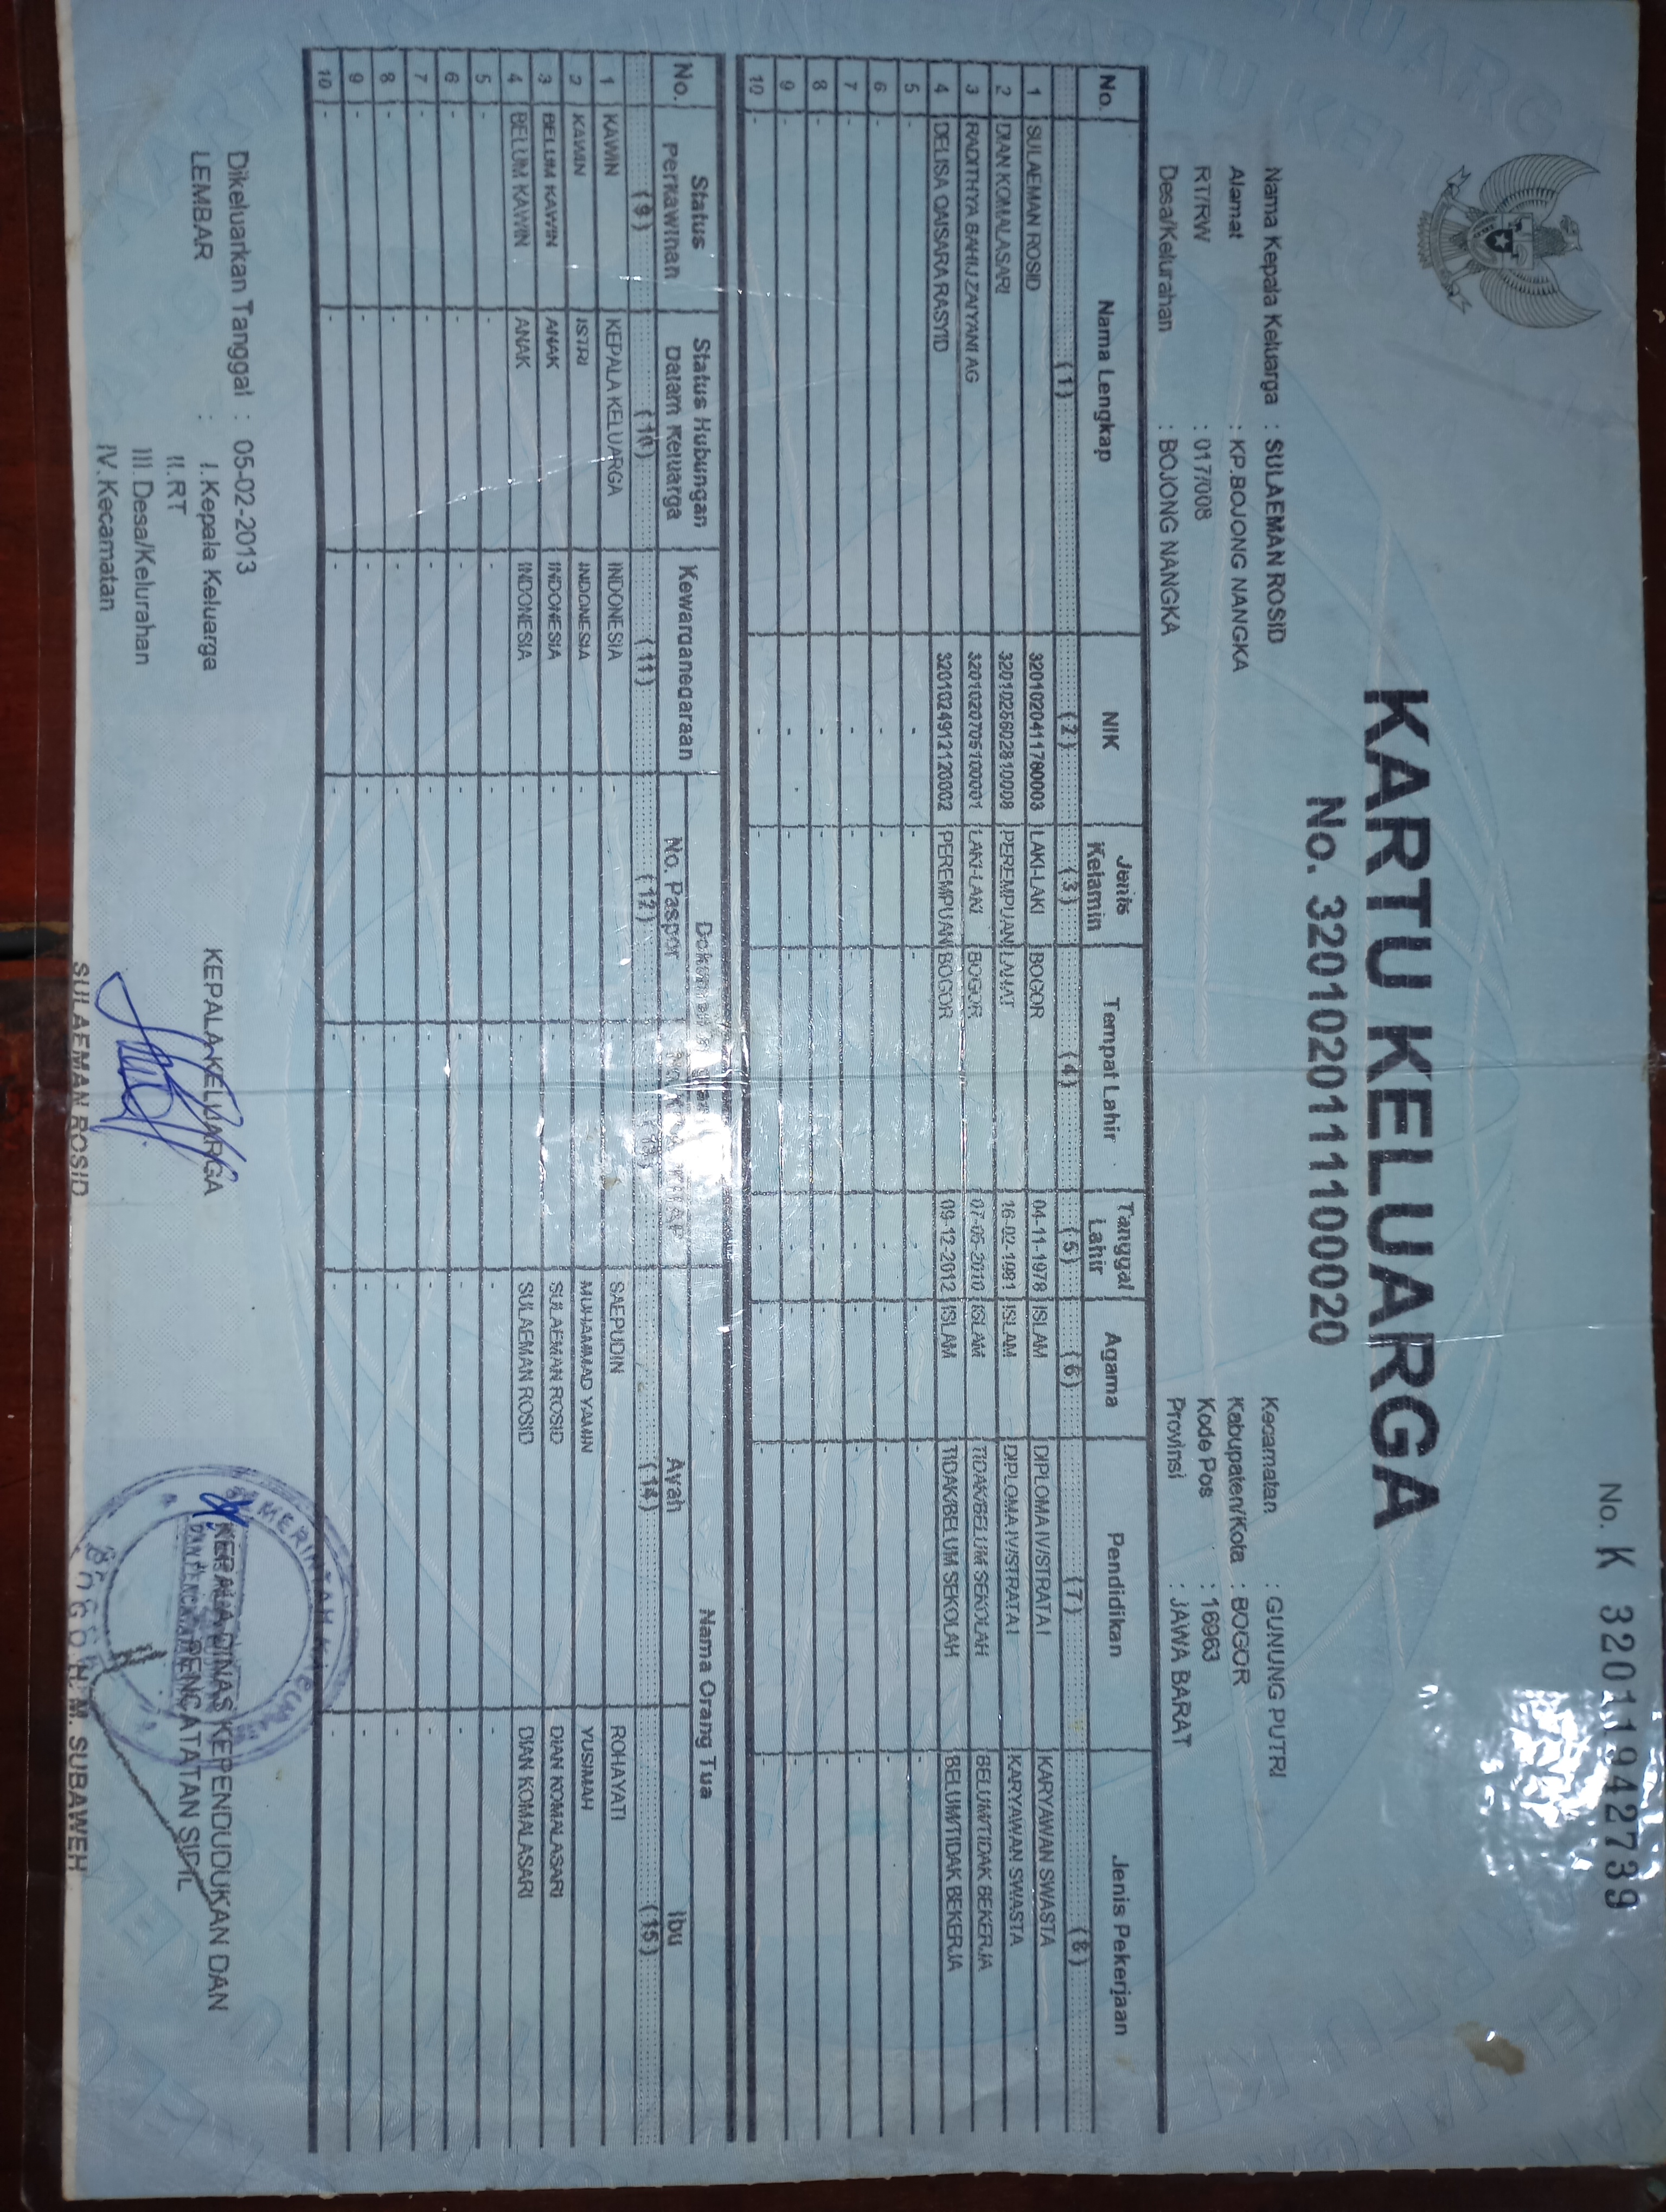 No. K 3201 1942739
KARTU KELUARGA
No. 3201020111100020
Nama Kepala Keluarga : SULAEMAN ROSID
Alamat : KP.BOJONG NANGKA
RT/RW : 017/008
Desa/Kelurahan : BOJONG NANGKA
Kecamatan : GUNUNG PUTRI
Kabupaten/Kota : BOGOR
Kode Pos : 16963
Provinsi : JAWA BARAT
No. Nama Lengkap NIK Jenis Kelamin Tempat Lahir Tanggal Lahir Agama Pendidikan Jenis Pekerjaan
(1) (2) (3) (4) (5) (6) (7) (8)
1 SULAEMAN ROSID 3201020411780003 LAKI-LAKI BOGOR 04-11-1978 ISLAM DIPLOMA IV/STRATA I KARYAWAN SWASTA
2 DIAN KOMALASARI 3201025602810008 PEREMPUAN LAHAT 16-02-1981 ISLAM DIPLOMA IV/STRATA I KARYAWAN SWASTA
3 RADITHYA BAHU ZAIYANI AG 3201020705100001 LAKI-LAKI BOGOR 07-05-2010 ISLAM TIDAK/BELUM SEKOLAH BELUM/TIDAK BEKERJA
4 DELISA QAISARA RASYID 3201024912120002 PEREMPUAN BOGOR 09-12-2012 ISLAM TIDAK/BELUM SEKOLAH BELUM/TIDAK BEKERJA
5 - - - - - - - -
6 - - - - - - - -
7 - - - - - - - -
8 - - - - - - - -
9 - - - - - - - -
10 - - - - - - - -
No. Status Perkawinan Status Hubungan Dalam Keluarga Kewarganegaraan No. Paspor Nama Orang Tua
Ayah Ibu
(9) (10) (11) (12) (13) (14) (15)
1 KAWIN KEPALA KELUARGA INDONESIA - - SAEPUDIN ROHAYATI
2 KAWIN ISTRI INDONESIA - - MUHAMMAD YAMIN YUSIMAH
3 BELUM KAWIN ANAK INDONESIA - - SULAEMAN ROSID DIAN KOMALASARI
4 BELUM KAWIN ANAK INDONESIA - - SULAEMAN ROSID DIAN KOMALASARI
5 - - - - - - -
6 - - - - - - -
7 - - - - - - -
8 - - - - - - -
9 - - - - - - -
10 - - - - - - -
Dikeluarkan Tanggal : 05-02-2013
LEMBAR : I. Kepala Keluarga
II. RT
III. Desa/Kelurahan
IV. Kecamatan
KEPALA KELUARGA
SULAEMAN ROSID
KEPALA DINAS KEPENDUDUKAN DAN
PENCATATAN SIPIL
H.M. SUBAWEH